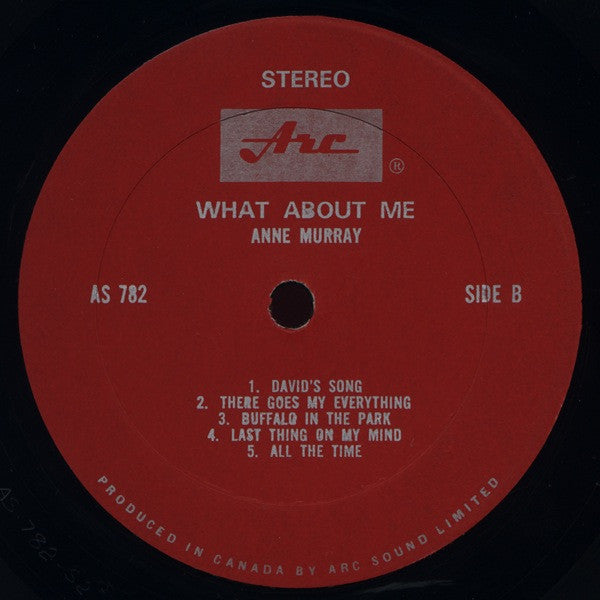 STEREO
Arc
®
WHAT ABOUT ME
ANNE MURRAY
AS 782
SIDE B
1. DAVID'S SONG
2. THERE GOES MY EVERYTHING
3. BUFFALO IN THE PARK
4. LAST THING ON MY MIND
5. ALL THE TIME
PRODUCED IN CANADA BY ARC SOUND LIMITED